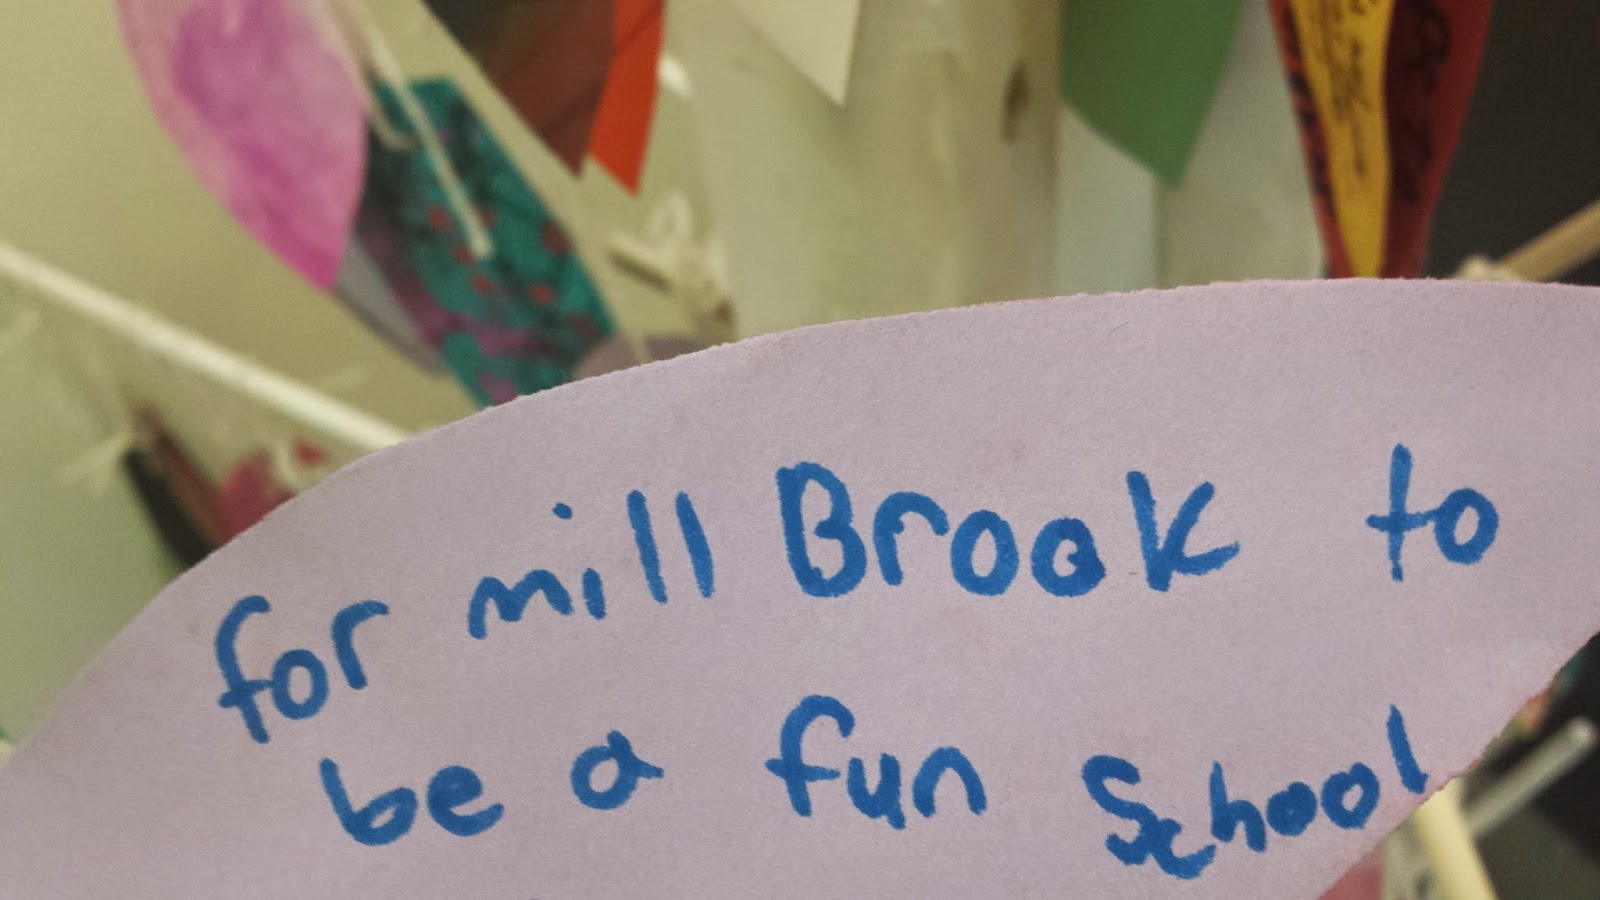 for mill Brook to
be a fun School